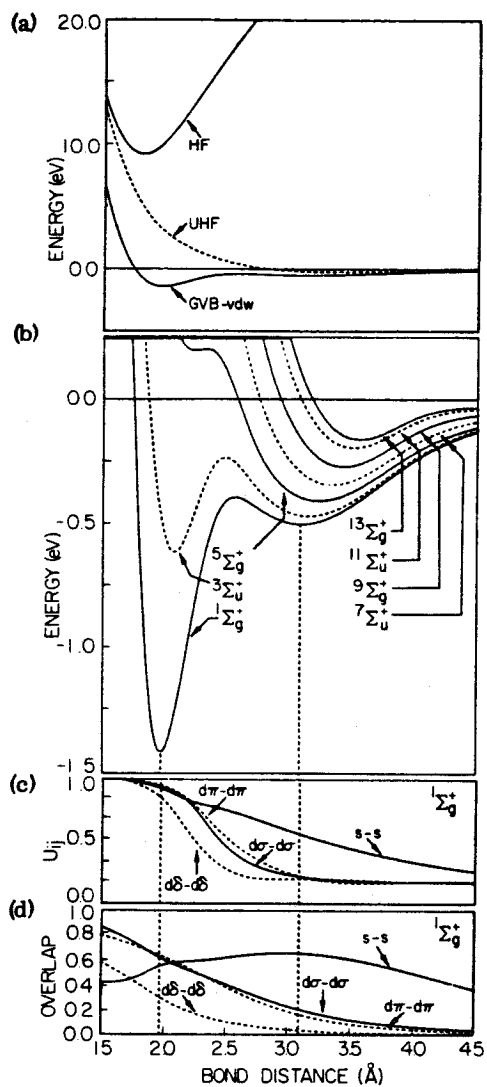 (a)
20.0
10.0
0.0
ENERGY (eV)
HF
UHF
GVB-vdw
(b)
0.0
-0.5
-1.0
-1.5
ENERGY (eV)
5Σg+
3Σu+
1Σg+
13Σg+
11Σu+
9Σg+
7Σu+
(c)
1.0
0.5
0.0
Uij
dπ-dπ
1Σg+
s-s
dσ-dσ
dδ-dδ
(d)
1.0
0.8
0.6
0.4
0.2
0
OVERLAP
1Σg+
s-s
dδ-dδ
dσ-dσ
dπ-dπ
1.5 2.0 2.5 3.0 3.5 4.0 4.5
BOND DISTANCE (Å)